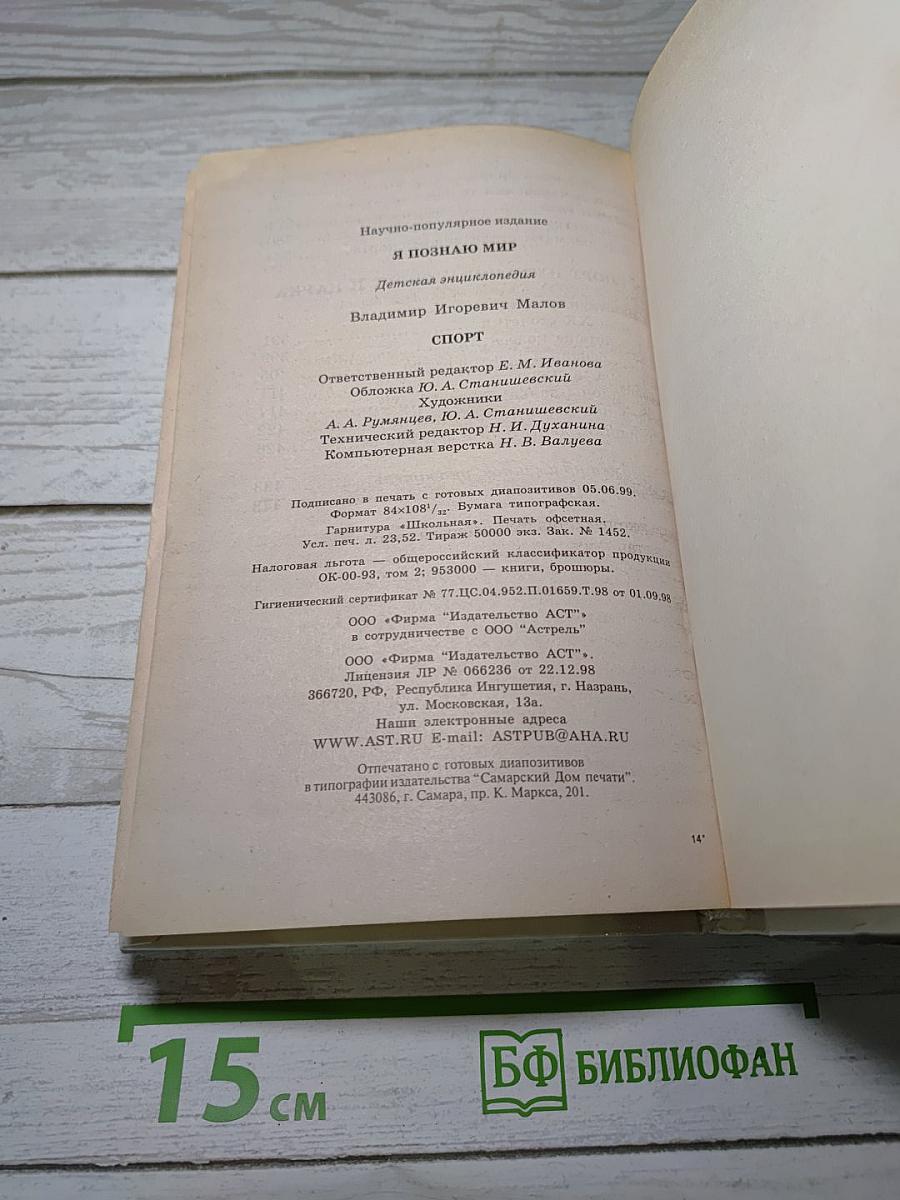 Научно-популярное издание
Я ПОЗНАЮ МИР
Детская энциклопедия
Владимир Игоревич Малов
СПОРТ
Ответственный редактор Е. М. Иванова
Обложка Ю. А. Станишевский
Художники
А. А. Румянцев, Ю. А. Станишевский
Технический редактор Н. И. Духанина
Компьютерная верстка Н. В. Валуева
Подписано в печать с готовых диапозитивов 05.06.99.
Формат 84×108¹/₃₂. Бумага типографская.
Гарнитура «Школьная». Печать офсетная.
Усл. печ. л. 23,52. Тираж 50000 экз. Зак. № 1452.
Налоговая льгота — общероссийский классификатор продукции
ОК-00-93, том 2; 953000 — книги, брошюры.
Гигиенический сертификат № 77.ЦС.04.952.П.01659.Т.98 от 01.09.98
ООО «Фирма "Издательство АСТ"»
в сотрудничестве с ООО "Астрель"
ООО «Фирма "Издательство АСТ"».
Лицензия ЛР № 066236 от 22.12.98
366720, РФ, Республика Ингушетия, г. Назрань,
ул. Московская, 13а.
Наши электронные адреса
WWW.AST.RU E-mail: ASTPUB@AHA.RU
Отпечатано с готовых диапозитивов
в типографии издательства "Самарский Дом печати".
443086, г. Самара, пр. К. Маркса, 201.
14*
15 см
БФ БИБЛИОФАН